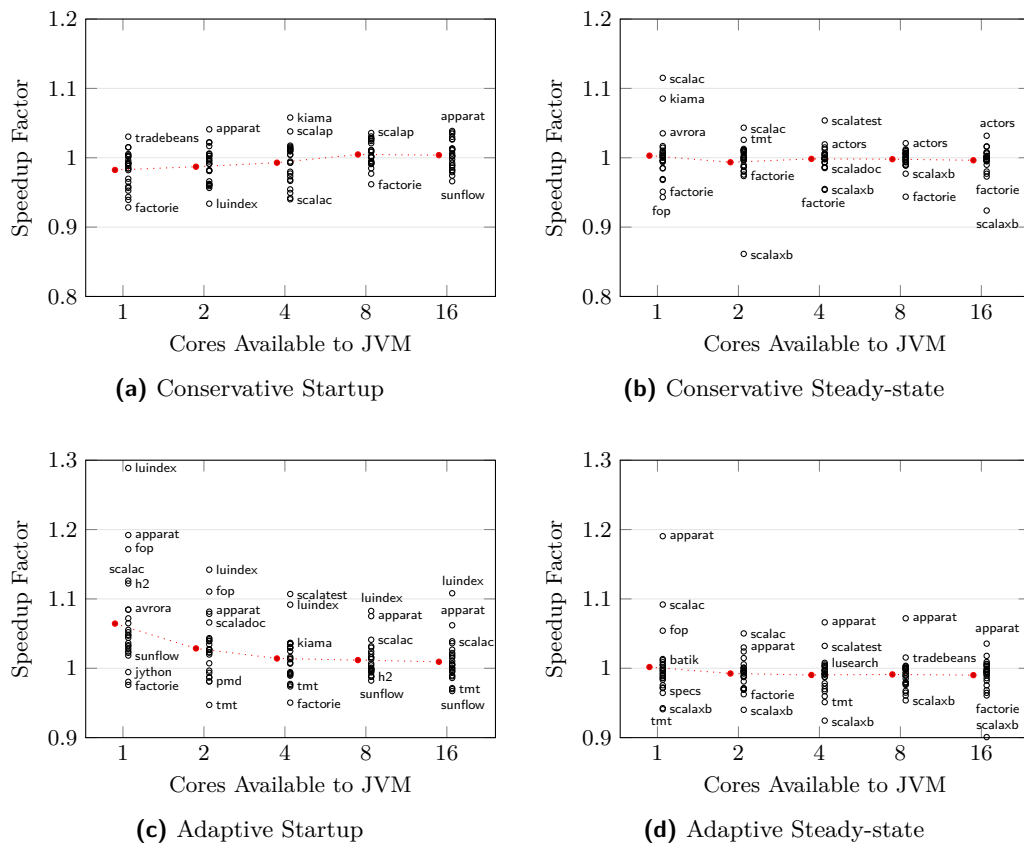 1.2
1.1
1
0.9
0.8
Speedup Factor
tradebeans
factorie
apparat
luindex
kiama
scalap
scalac
scalap
factorie
apparat
sunflow
1 2 4 8 16
Cores Available to JVM
(a) Conservative Startup
1.2
1.1
1
0.9
0.8
Speedup Factor
scalac
kiama
avrora
factorie
fop
scalac
tmt
factorie
scalaxb
scalatest
actors
scaladoc
scalaxb
factorie
actors
scalaxb
factorie
actors
factorie
scalaxb
1 2 4 8 16
Cores Available to JVM
(b) Conservative Steady-state
1.3
1.2
1.1
1
0.9
Speedup Factor
luindex
apparat
fop
scalac
h2
avrora
sunflow
jython
factorie
luindex
fop
apparat
scaladoc
pmd
tmt
scalatest
luindex
kiama
tmt
factorie
luindex
apparat
scalac
h2
sunflow
luindex
apparat
scalac
tmt
sunflow
1 2 4 8 16
Cores Available to JVM
(c) Adaptive Startup
1.3
1.2
1.1
1
0.9
Speedup Factor
apparat
scalac
fop
batik
specs
scalaxb
tmt
scalac
apparat
factorie
scalaxb
apparat
scalatest
lusearch
tmt
scalaxb
apparat
tradebeans
scalaxb
apparat
factorie
scalaxb
1 2 4 8 16
Cores Available to JVM
(d) Adaptive Steady-state